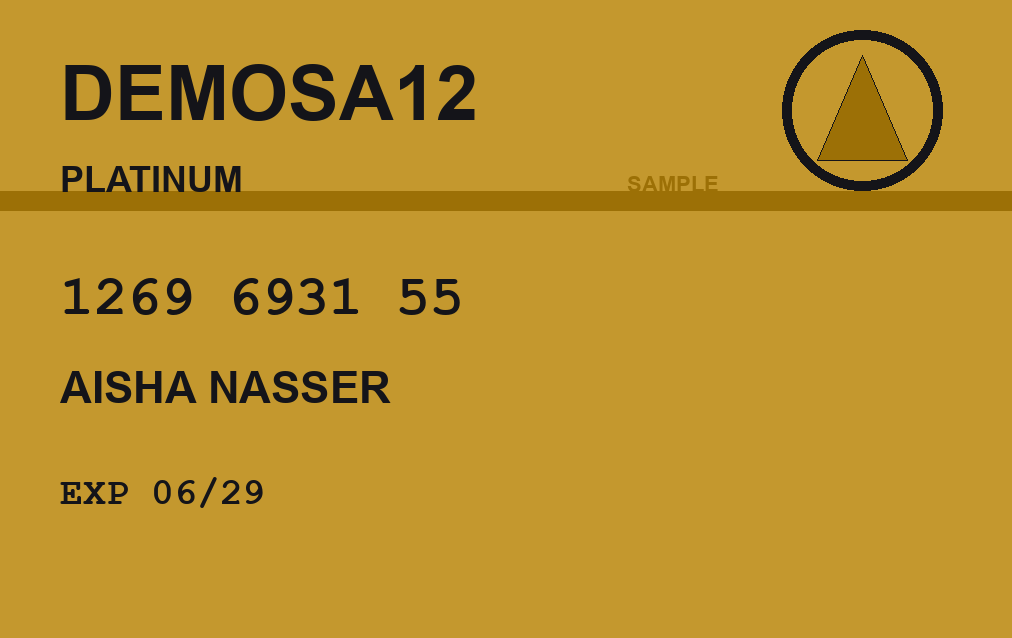 DEMOSA12
PLATINUM
SAMPLE
1269 6931 55
AISHA NASSER
EXP 06/29